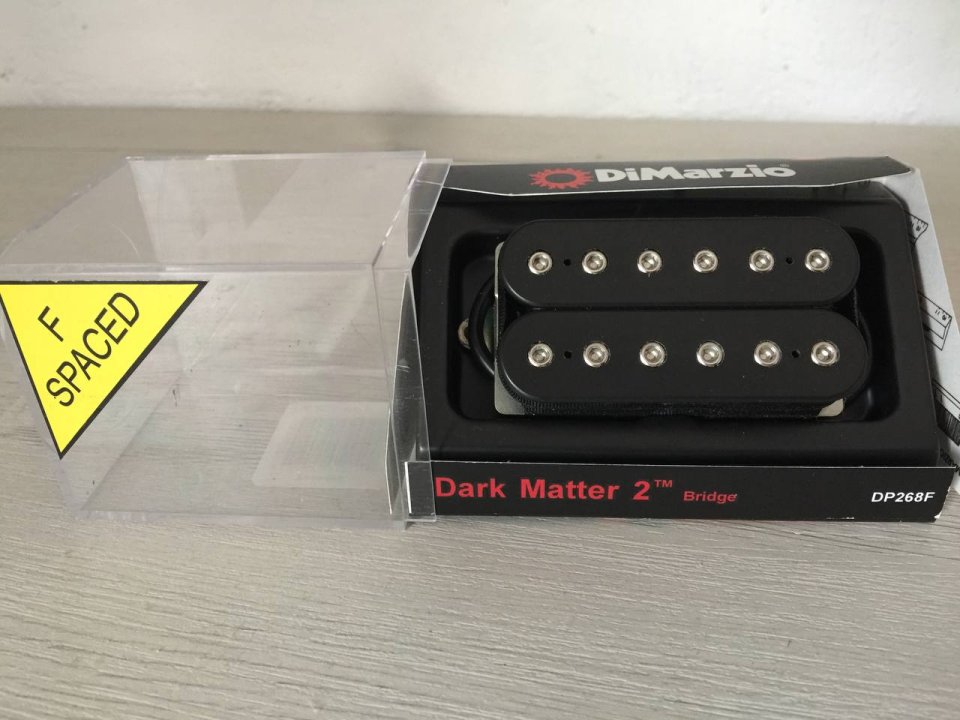 DiMarzio®
F
SPACED
Dark Matter 2™ Bridge
DP268F